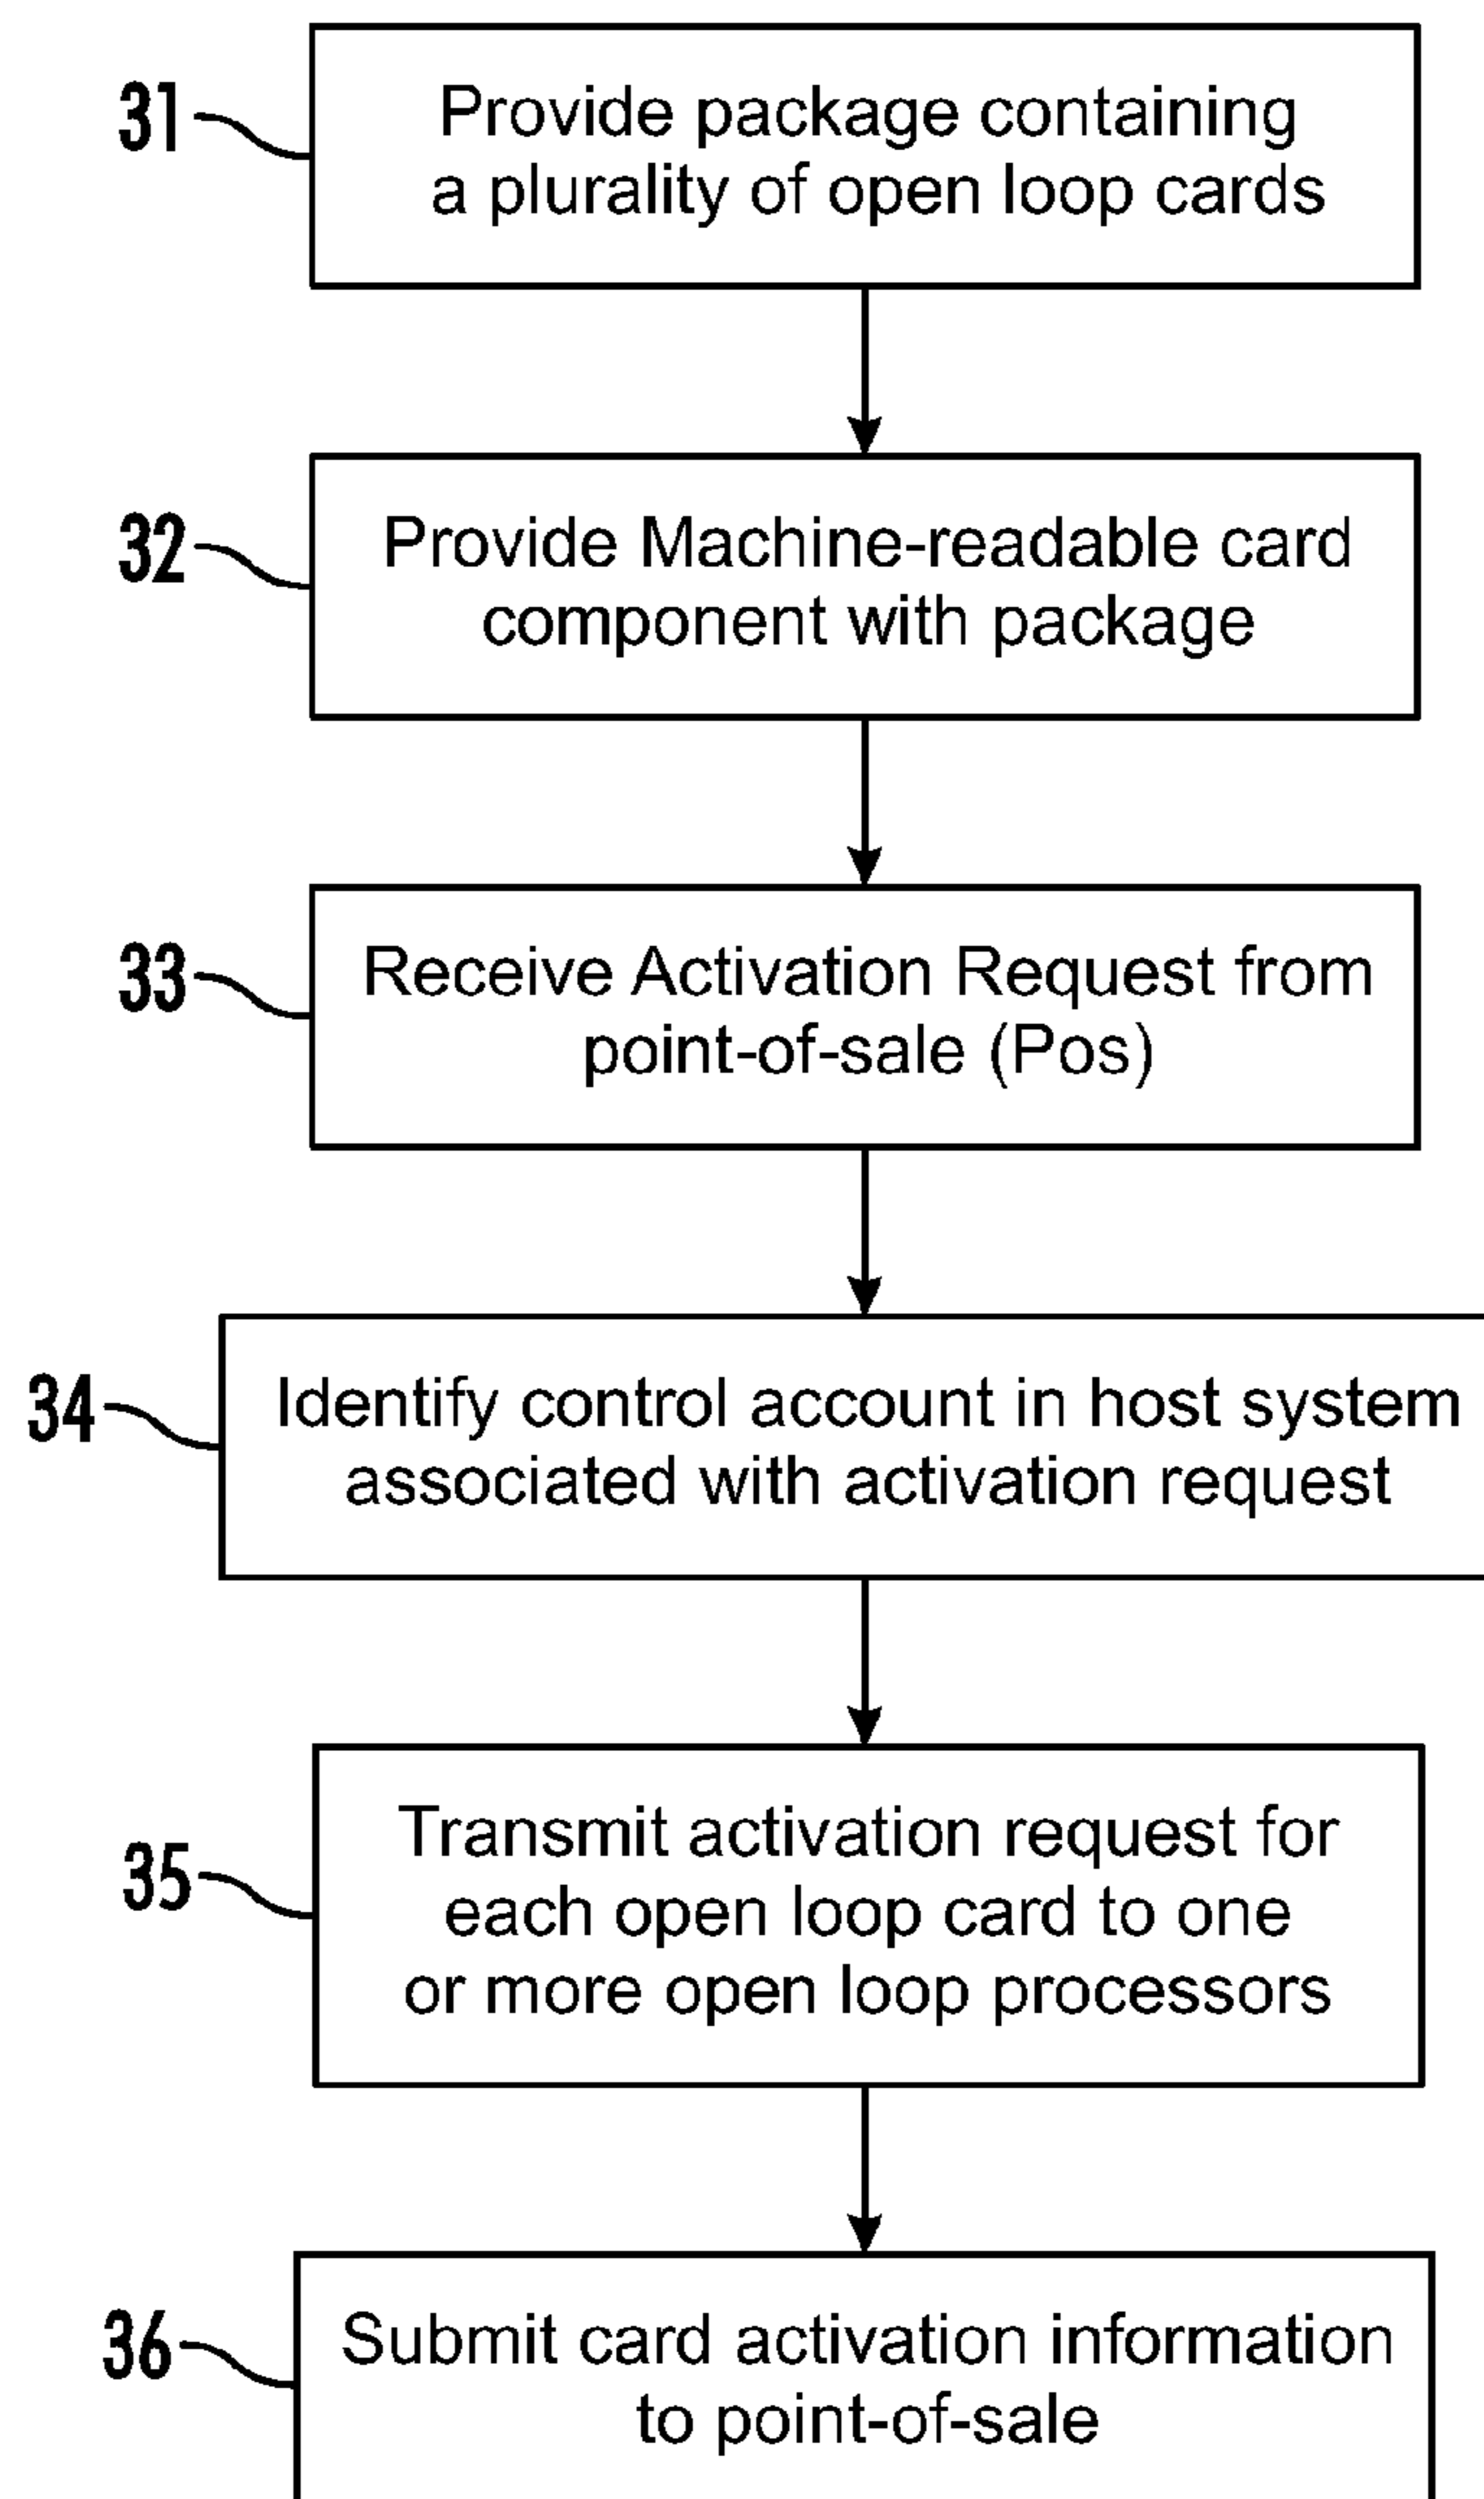 31
Provide package containing
a plurality of open loop cards
32
Provide Machine-readable card
component with package
33
Receive Activation Request from
point-of-sale (Pos)
34
Identify control account in host system
associated with activation request
35
Transmit activation request for
each open loop card to one
or more open loop processors
36
Submit card activation information
to point-of-sale